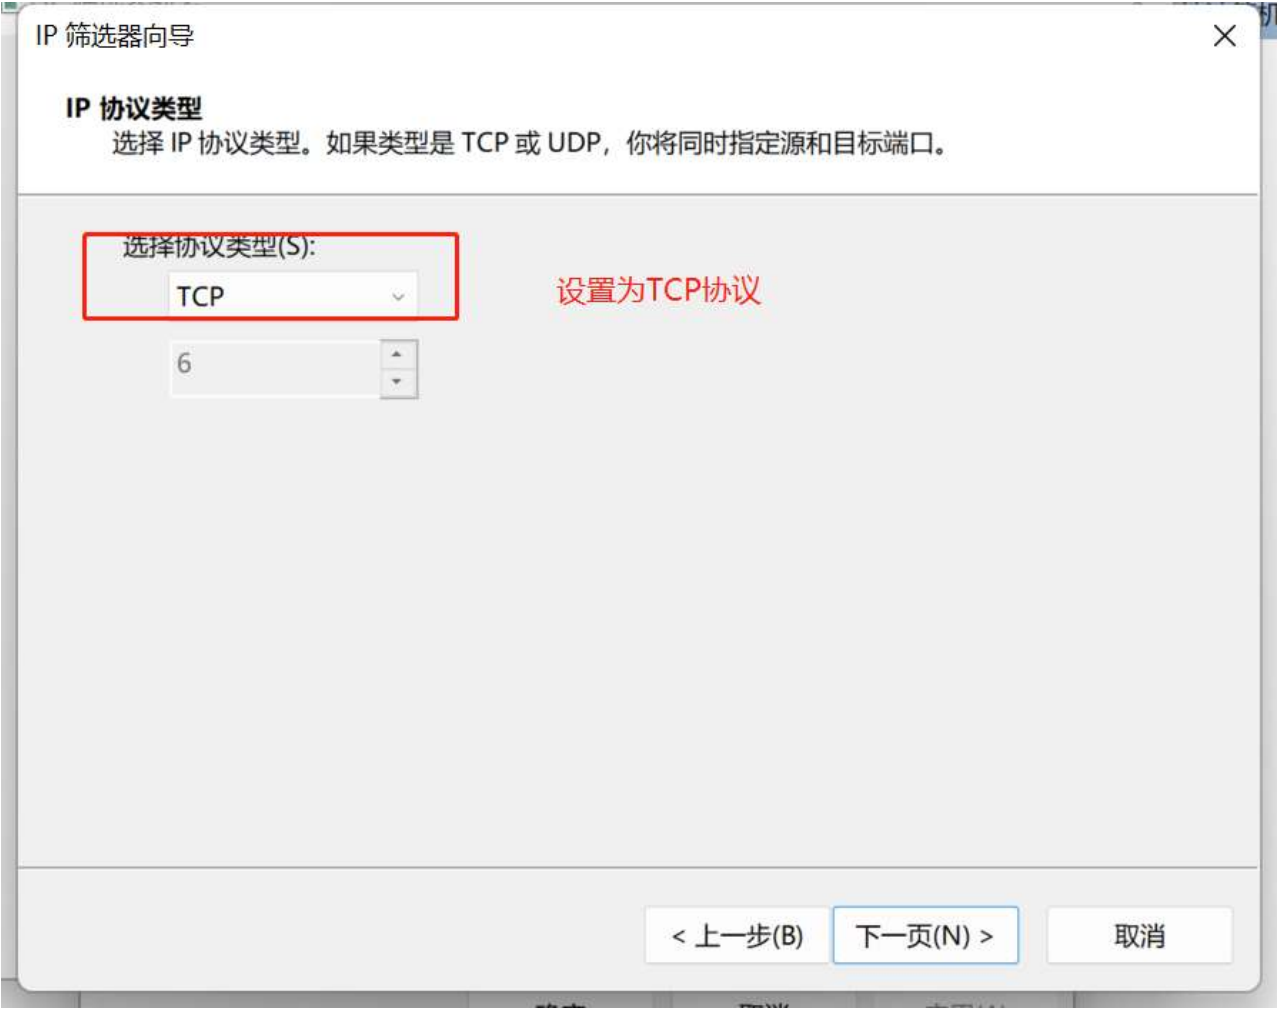 IP 筛选器向导
IP 协议类型
选择 IP 协议类型。如果类型是 TCP 或 UDP，你将同时指定源和目标端口。
选择协议类型(S):
TCP
设置为TCP协议
6
< 上一步(B)
下一页(N) >
取消